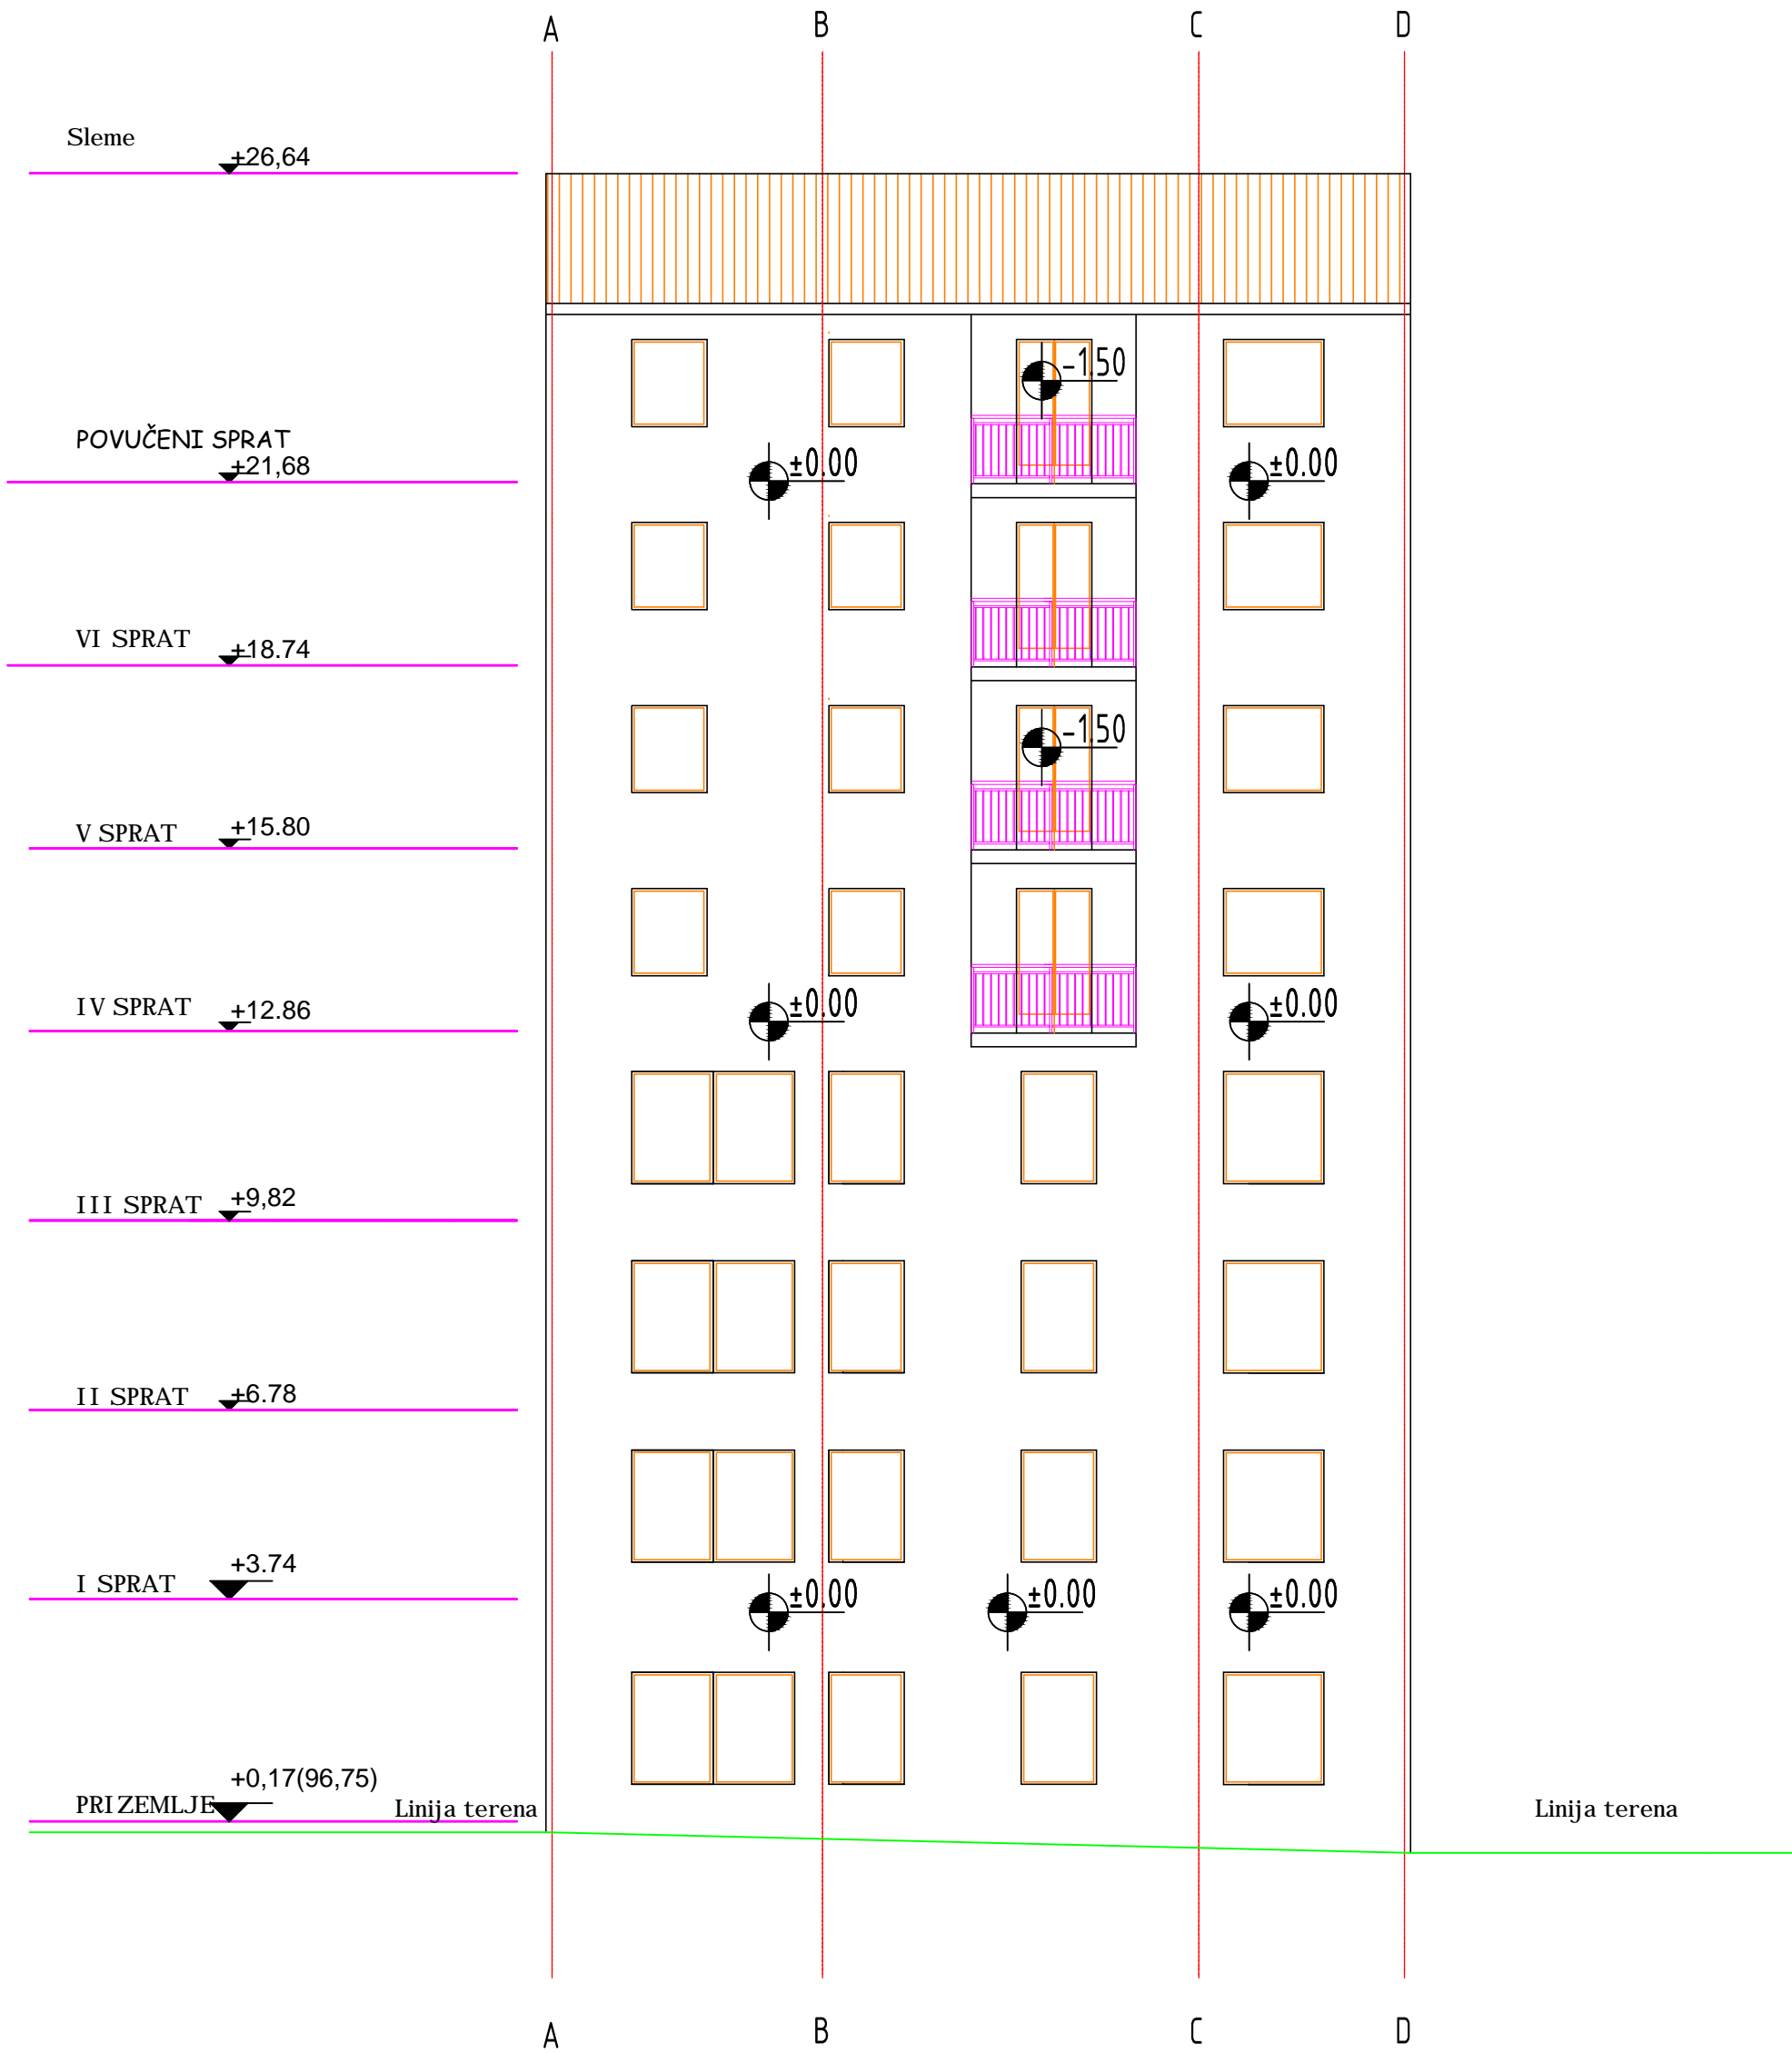 A B C D
Sleme
+26,64
-1.50
POVUČENI SPRAT
+21,68
±0.00 ±0.00
VI SPRAT
+18.74
-1.50
V SPRAT +15.80
IV SPRAT +12.86
±0.00 ±0.00
III SPRAT +9,82
II SPRAT +6.78
+3.74
I SPRAT
±0.00 ±0.00 ±0.00
+0,17(96,75)
PRIZEMLJE Linija terena Linija terena
A B C D